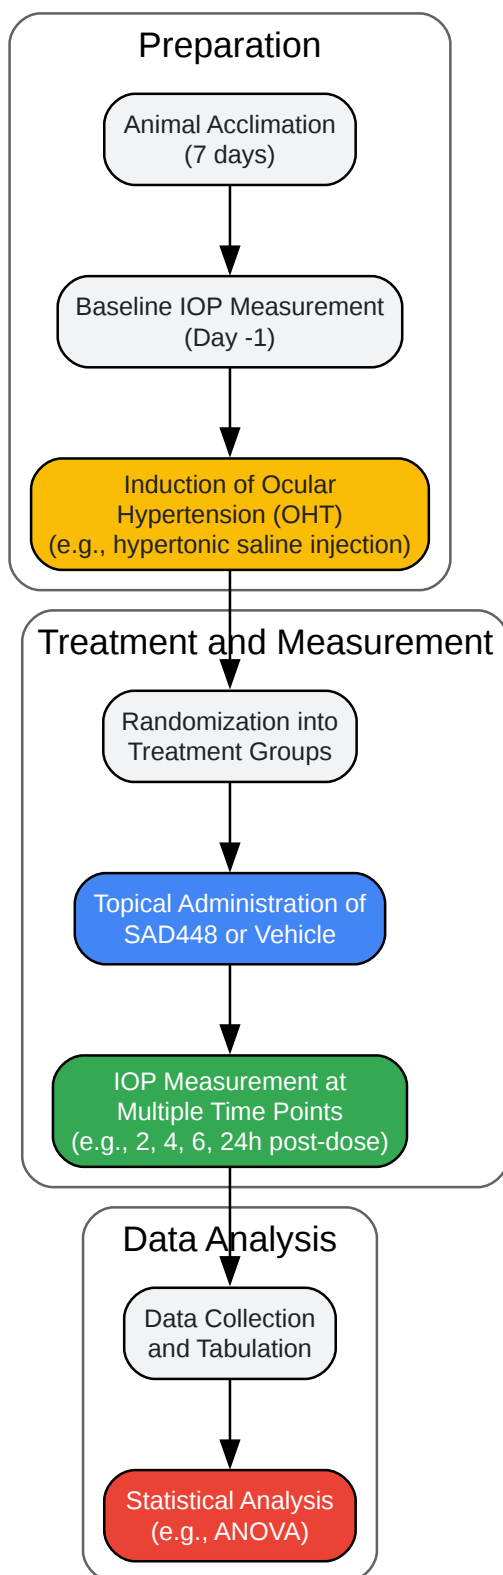 Preparation
Animal Acclimation
(7 days)
Baseline IOP Measurement
(Day -1)
Induction of Ocular
Hypertension (OHT)
(e.g., hypertonic saline injection)
Treatment and Measurement
Randomization into
Treatment Groups
Topical Administration of
SAD448 or Vehicle
IOP Measurement at
Multiple Time Points
(e.g., 2, 4, 6, 24h post-dose)
Data Analysis
Data Collection
and Tabulation
Statistical Analysis
(e.g., ANOVA)